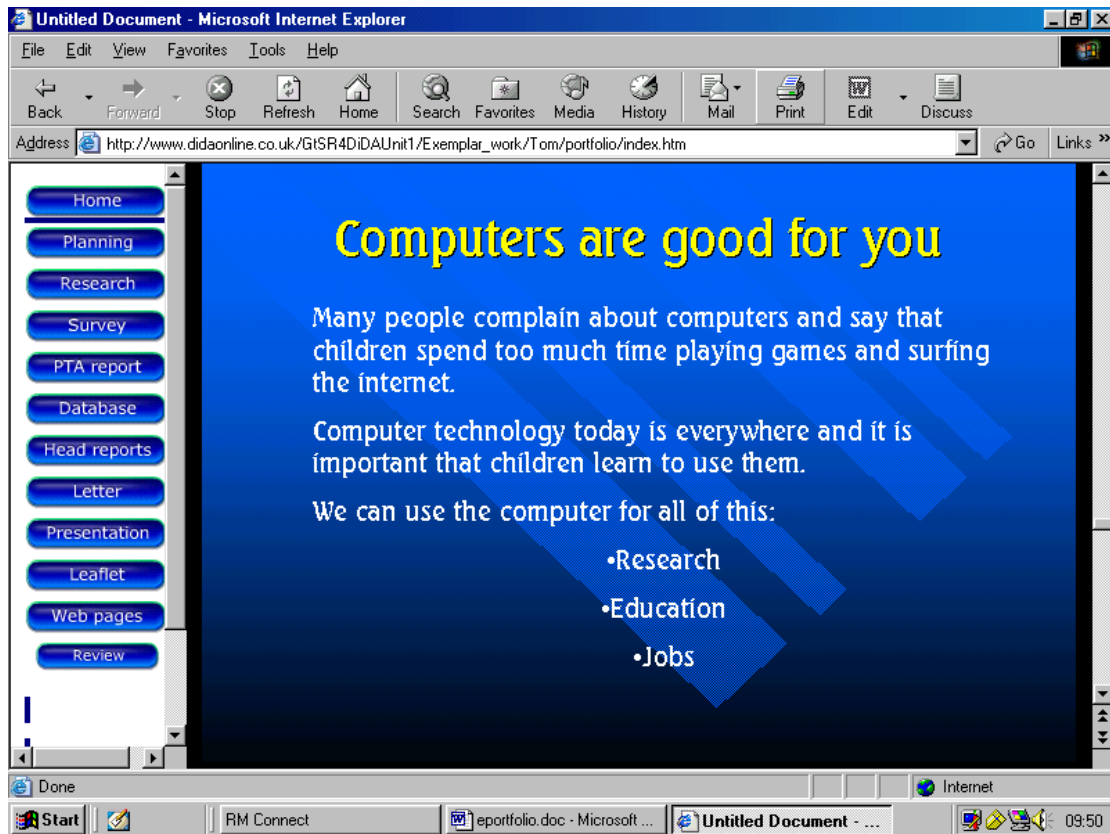 Untitled Document - Microsoft Internet Explorer
File Edit View Favorites Tools Help
Back Forward Stop Refresh Home Search Favorites Media History Mail Print Edit Discuss
Address http://www.didaonline.co.uk/GtSR4DiDAUnit1/Exemplar_work/Tom/portfolio/index.htm Go Links »
Home
Planning
Research
Survey
PTA report
Database
Head reports
Letter
Presentation
Leaflet
Web pages
Review
Computers are good for you
Many people complain about computers and say that
children spend too much time playing games and surfing
the internet.
Computer technology today is everywhere and it is
important that children learn to use them.
We can use the computer for all of this:
•Research
•Education
•Jobs
Done Internet
Start RM Connect eportfolio.doc - Microsoft ... Untitled Document - ... 09:50